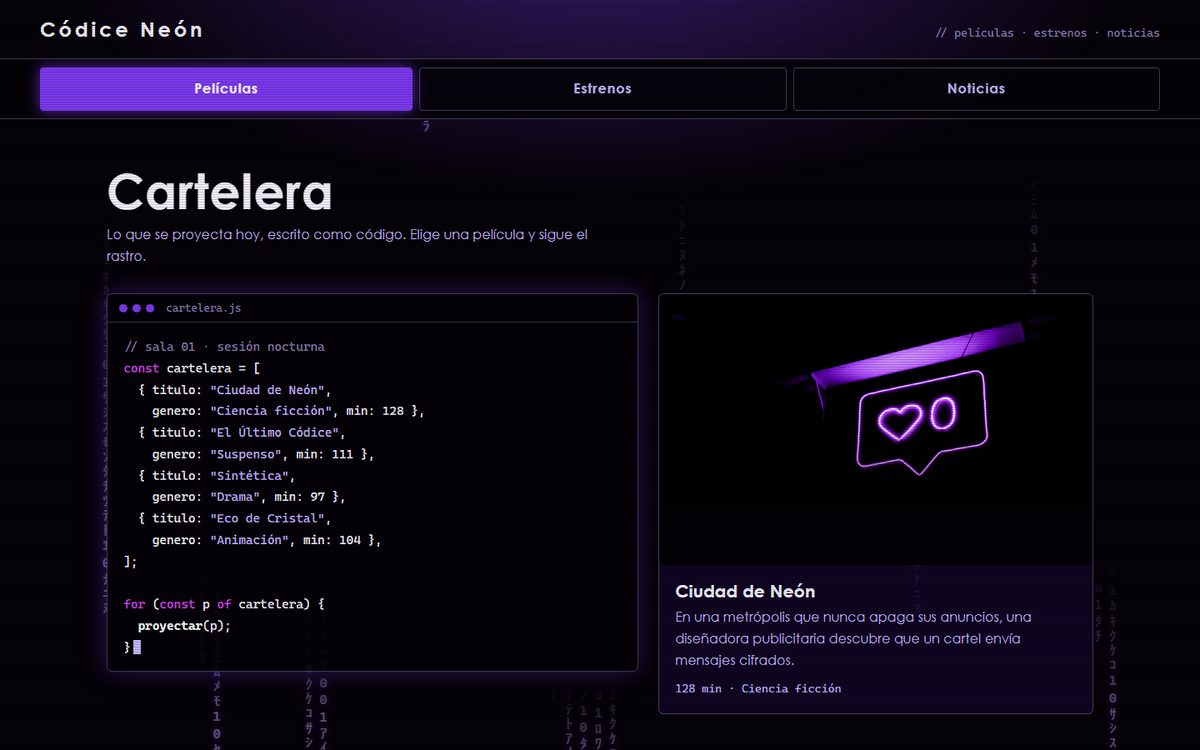 Códice Neón
// películas · estrenos · noticias
Películas
Estrenos
Noticias
Cartelera
Lo que se proyecta hoy, escrito como código. Elige una película y sigue el
rastro.
cartelera.js
// sala 01 · sesión nocturna
const cartelera = [
{ titulo: "Ciudad de Neón",
genero: "Ciencia ficción", min: 128 },
{ titulo: "El Último Códice",
genero: "Suspenso", min: 111 },
{ titulo: "Sintética",
genero: "Drama", min: 97 },
{ titulo: "Eco de Cristal",
genero: "Animación", min: 104 },
];
for (const p of cartelera) {
proyectar(p);
}
0
Ciudad de Neón
En una metrópolis que nunca apaga sus anuncios, una
diseñadora publicitaria descubre que un cartel envía
mensajes cifrados.
128 min · Ciencia ficción